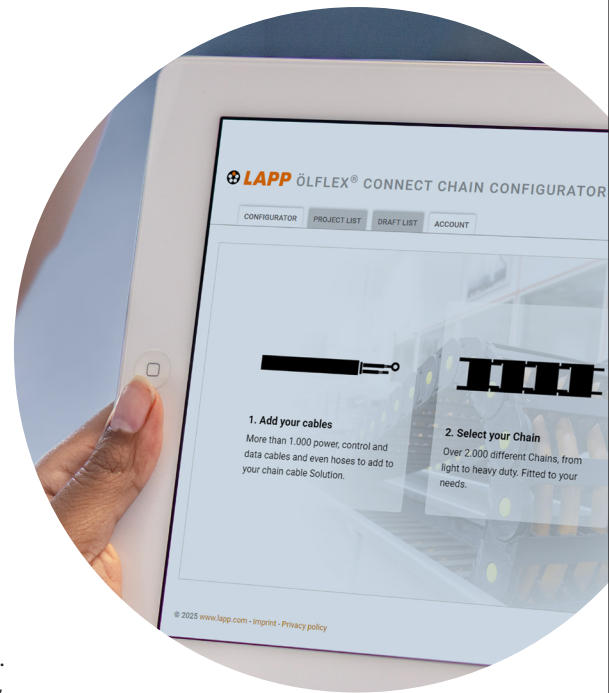 LAPP ÖLFLEX® CONNECT CHAIN CONFIGURATOR
CONFIGURATOR PROJECT LIST DRAFT LIST ACCOUNT
1. Add your cables
More than 1.000 power, control and
data cables and even hoses to add to
your chain cable Solution.
2. Select your Chain
Over 2.000 different Chains, from
light to heavy duty. Fitted to your
needs.
© 2025 www.lapp.com - Imprint - Privacy policy